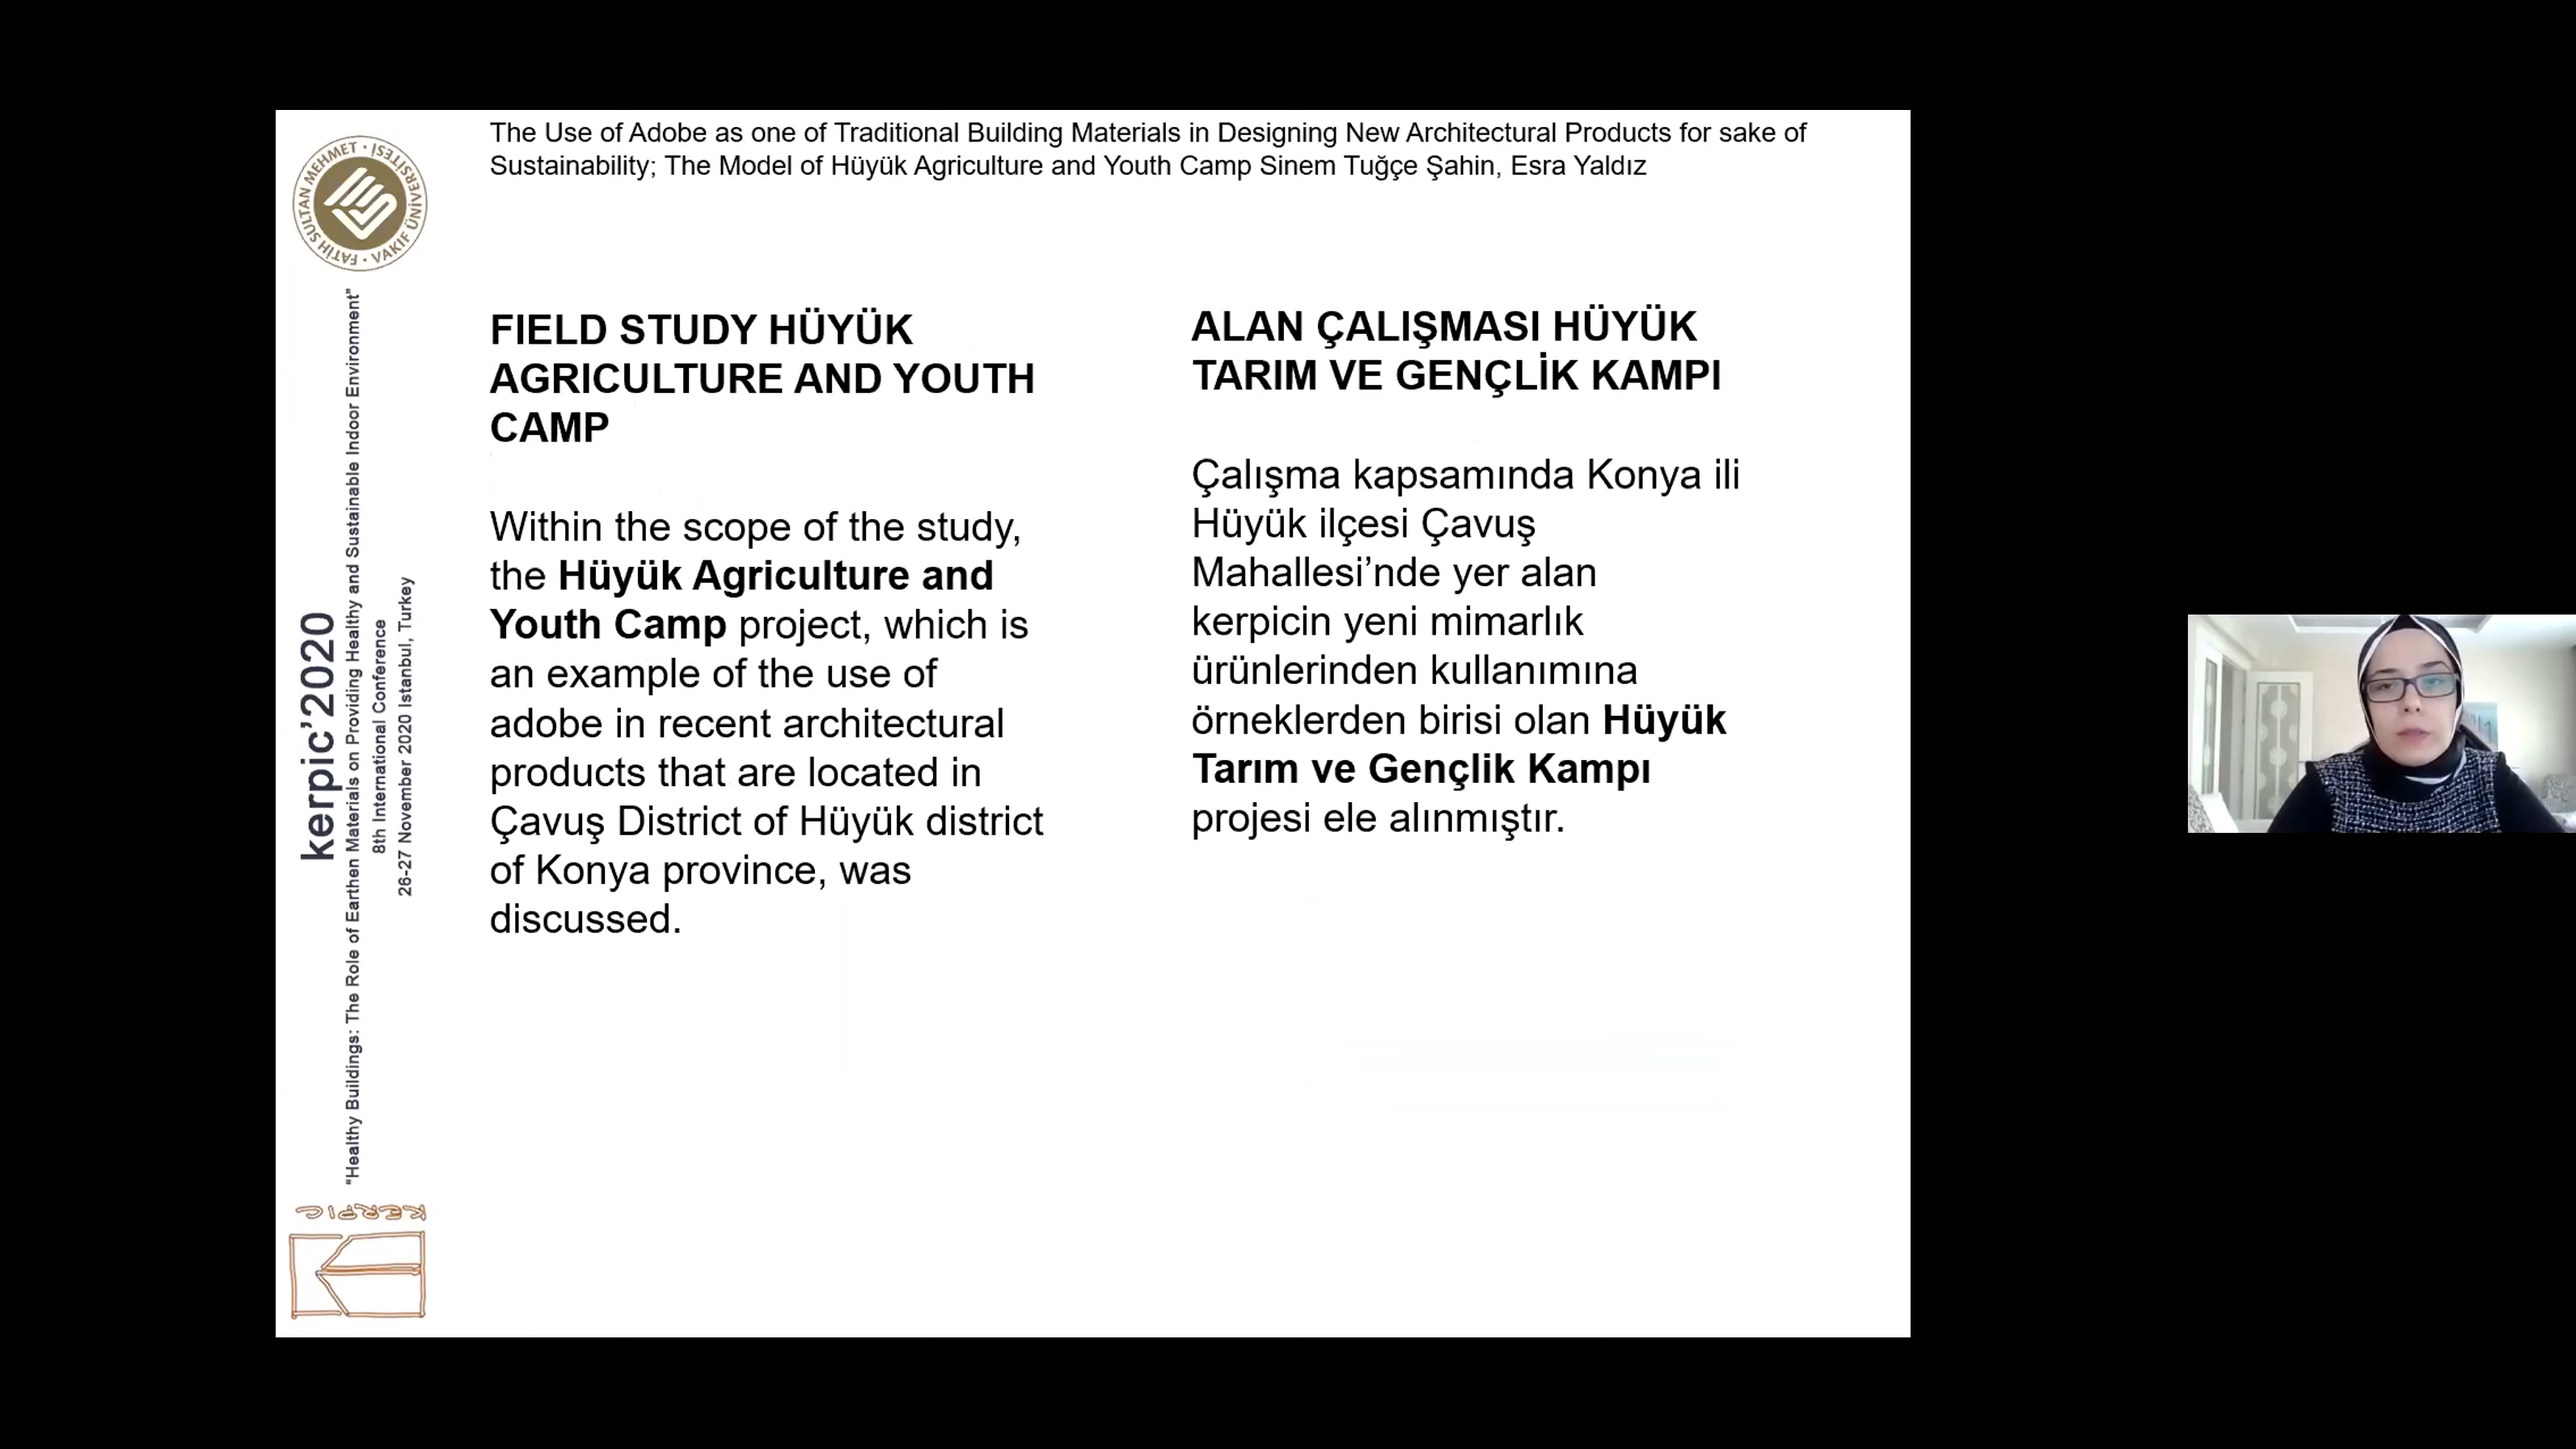 The Use of Adobe as one of Traditional Building Materials in Designing New Architectural Products for sake of
Sustainability; The Model of Hüyük Agriculture and Youth Camp Sinem Tuğçe Şahin, Esra Yaldız
FATİH SULTAN MEHMET · VAKIF ÜNİVERSİTESİ ·
kerpic’2020
“Healthy Buildings: The Role of Earthen Materials on Providing Healthy and Sustainable Indoor Environment”
8th International Conference
26-27 November 2020 Istanbul, Turkey
KERPIC
FIELD STUDY HÜYÜK
AGRICULTURE AND YOUTH
CAMP
Within the scope of the study,
the Hüyük Agriculture and
Youth Camp project, which is
an example of the use of
adobe in recent architectural
products that are located in
Çavuş District of Hüyük district
of Konya province, was
discussed.
ALAN ÇALIŞMASI HÜYÜK
TARIM VE GENÇLİK KAMPI
Çalışma kapsamında Konya ili
Hüyük ilçesi Çavuş
Mahallesi’nde yer alan
kerpicin yeni mimarlık
ürünlerinden kullanımına
örneklerden birisi olan Hüyük
Tarım ve Gençlik Kampı
projesi ele alınmıştır.